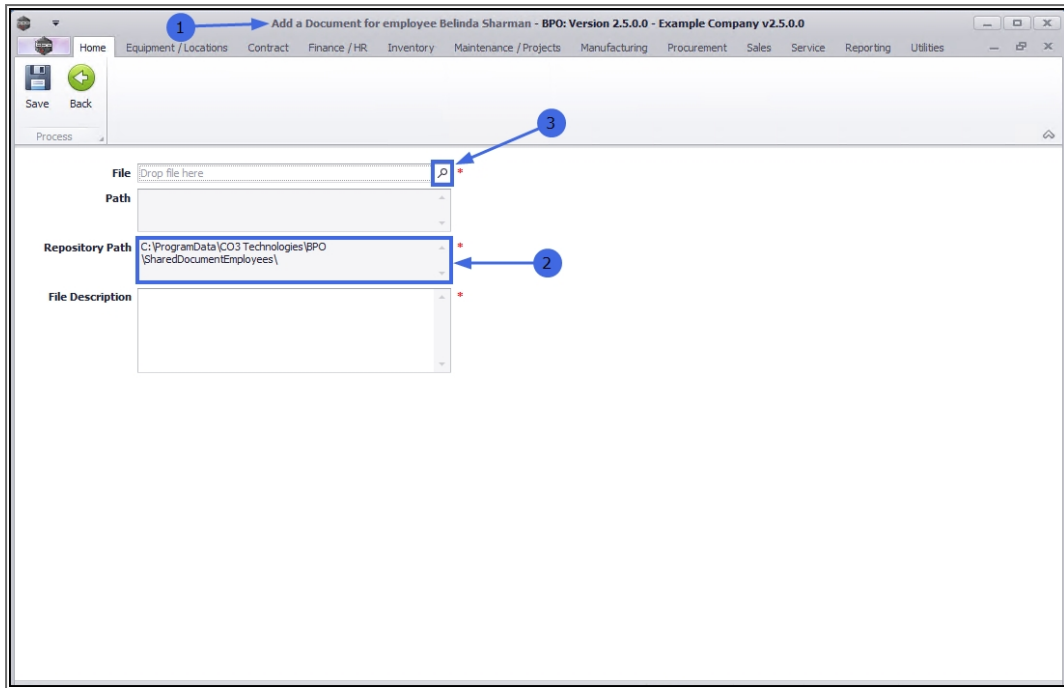 1
Add a Document for employee Belinda Sharman - BPO: Version 2.5.0.0 - Example Company v2.5.0.0
Home Equipment / Locations Contract Finance / HR Inventory Maintenance / Projects Manufacturing Procurement Sales Service Reporting Utilities
Save Back
Process
3
File Drop file here *
Path
Repository Path C:\ProgramData\CO3 Technologies\BPO *
\SharedDocumentEmployees\
2
File Description *